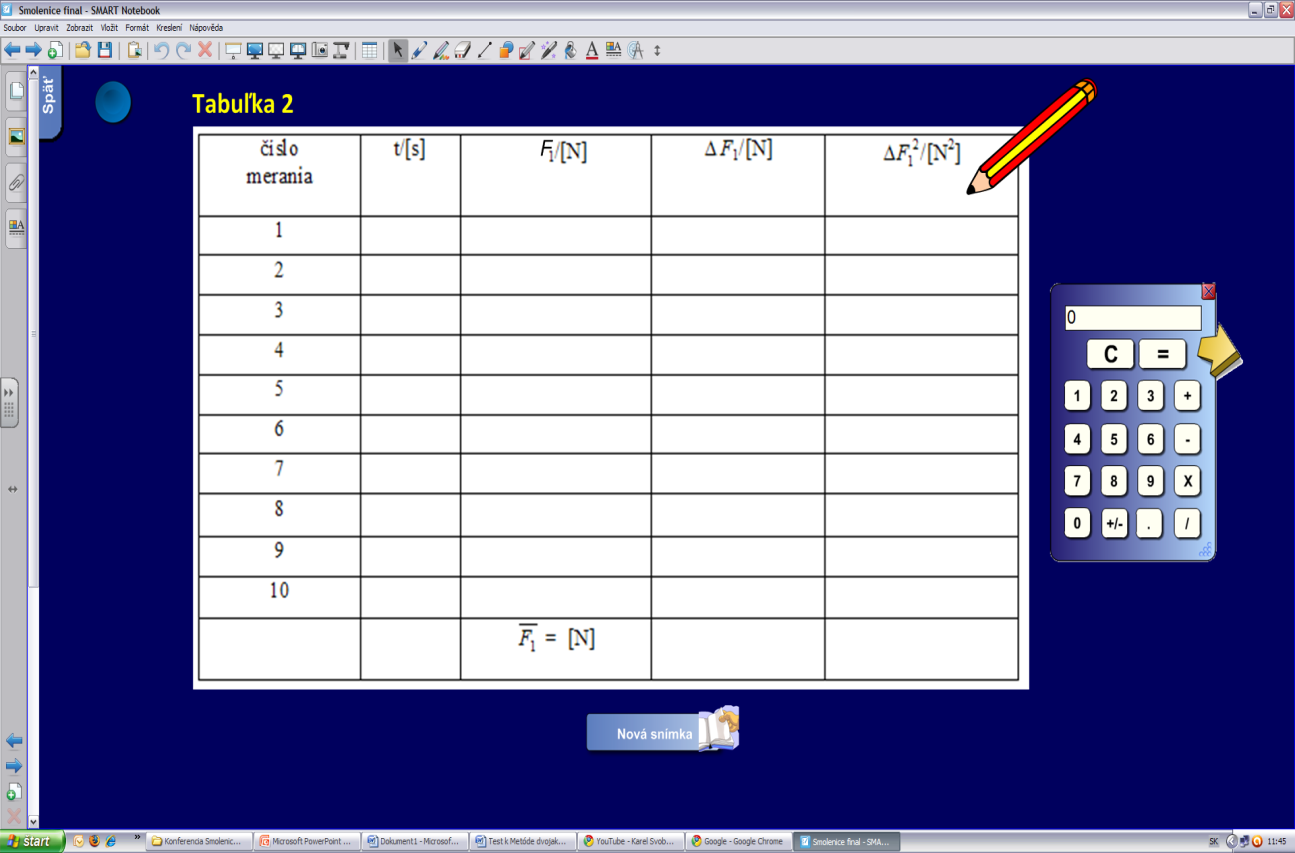 Smolenice final - SMART Notebook
Soubor Upravit Zobrazit Vložit Formát Kreslení Nápověda
Späť
Tabuľka 2
číslo merania t/[s] F₁/[N] Δ F₁/[N] ΔF₁²/[N²]
1
2
3
4
5
6
7
8
9
10
F̅₁ = [N]
0
C =
1 2 3 +
4 5 6 -
7 8 9 X
0 +/- . /
Nová snímka
štart » Konferencia Smolenic... Microsoft PowerPoint ... Dokument1 - Microsof... Test k Metóde dvojak... YouTube - Karel Svob... Google - Google Chrome Smolenice final - SMA... SK 11:45